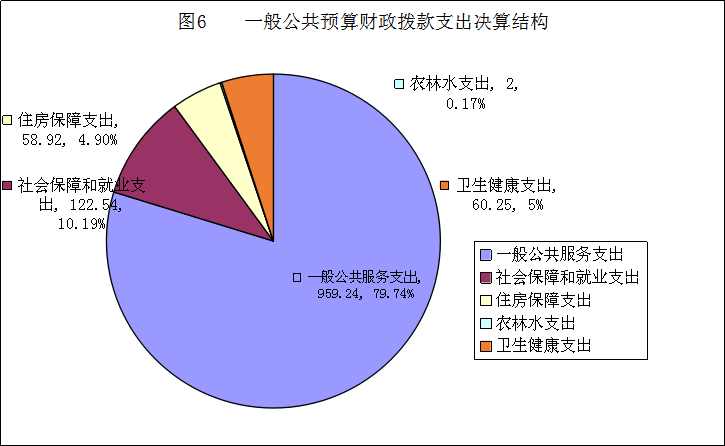 图6 一般公共预算财政拨款支出决算结构
农林水支出, 2,
0.17%
住房保障支出,
58.92, 4.90%
社会保障和就业支
出, 122.54,
10.19%
卫生健康支出,
60.25, 5%
一般公共服务支出,
959.24, 79.74%
一般公共服务支出
社会保障和就业支出
住房保障支出
农林水支出
卫生健康支出